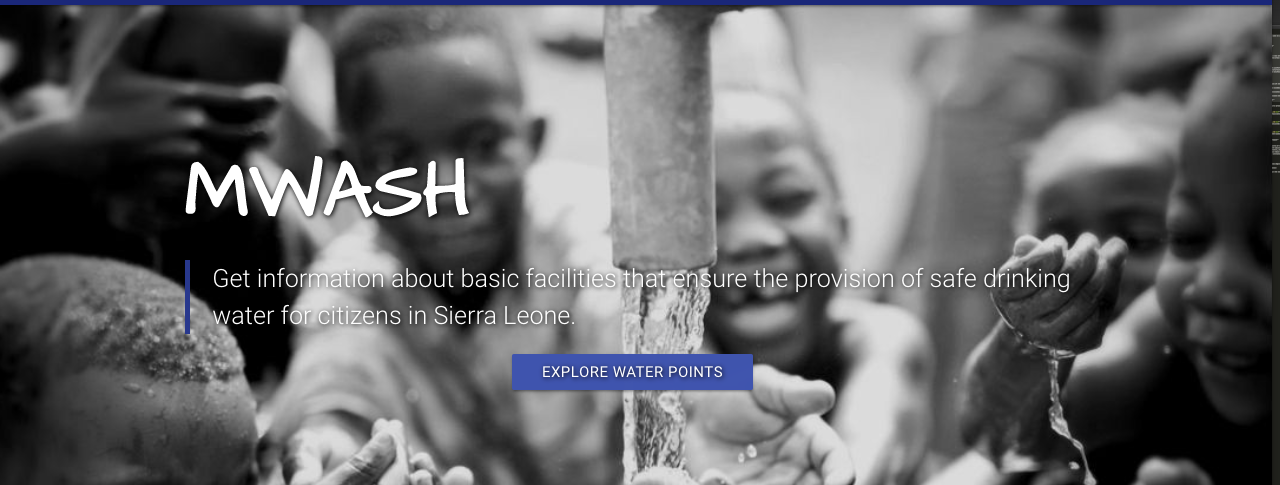 MWASH
Get information about basic facilities that ensure the provision of safe drinking
water for citizens in Sierra Leone.
EXPLORE WATER POINTS